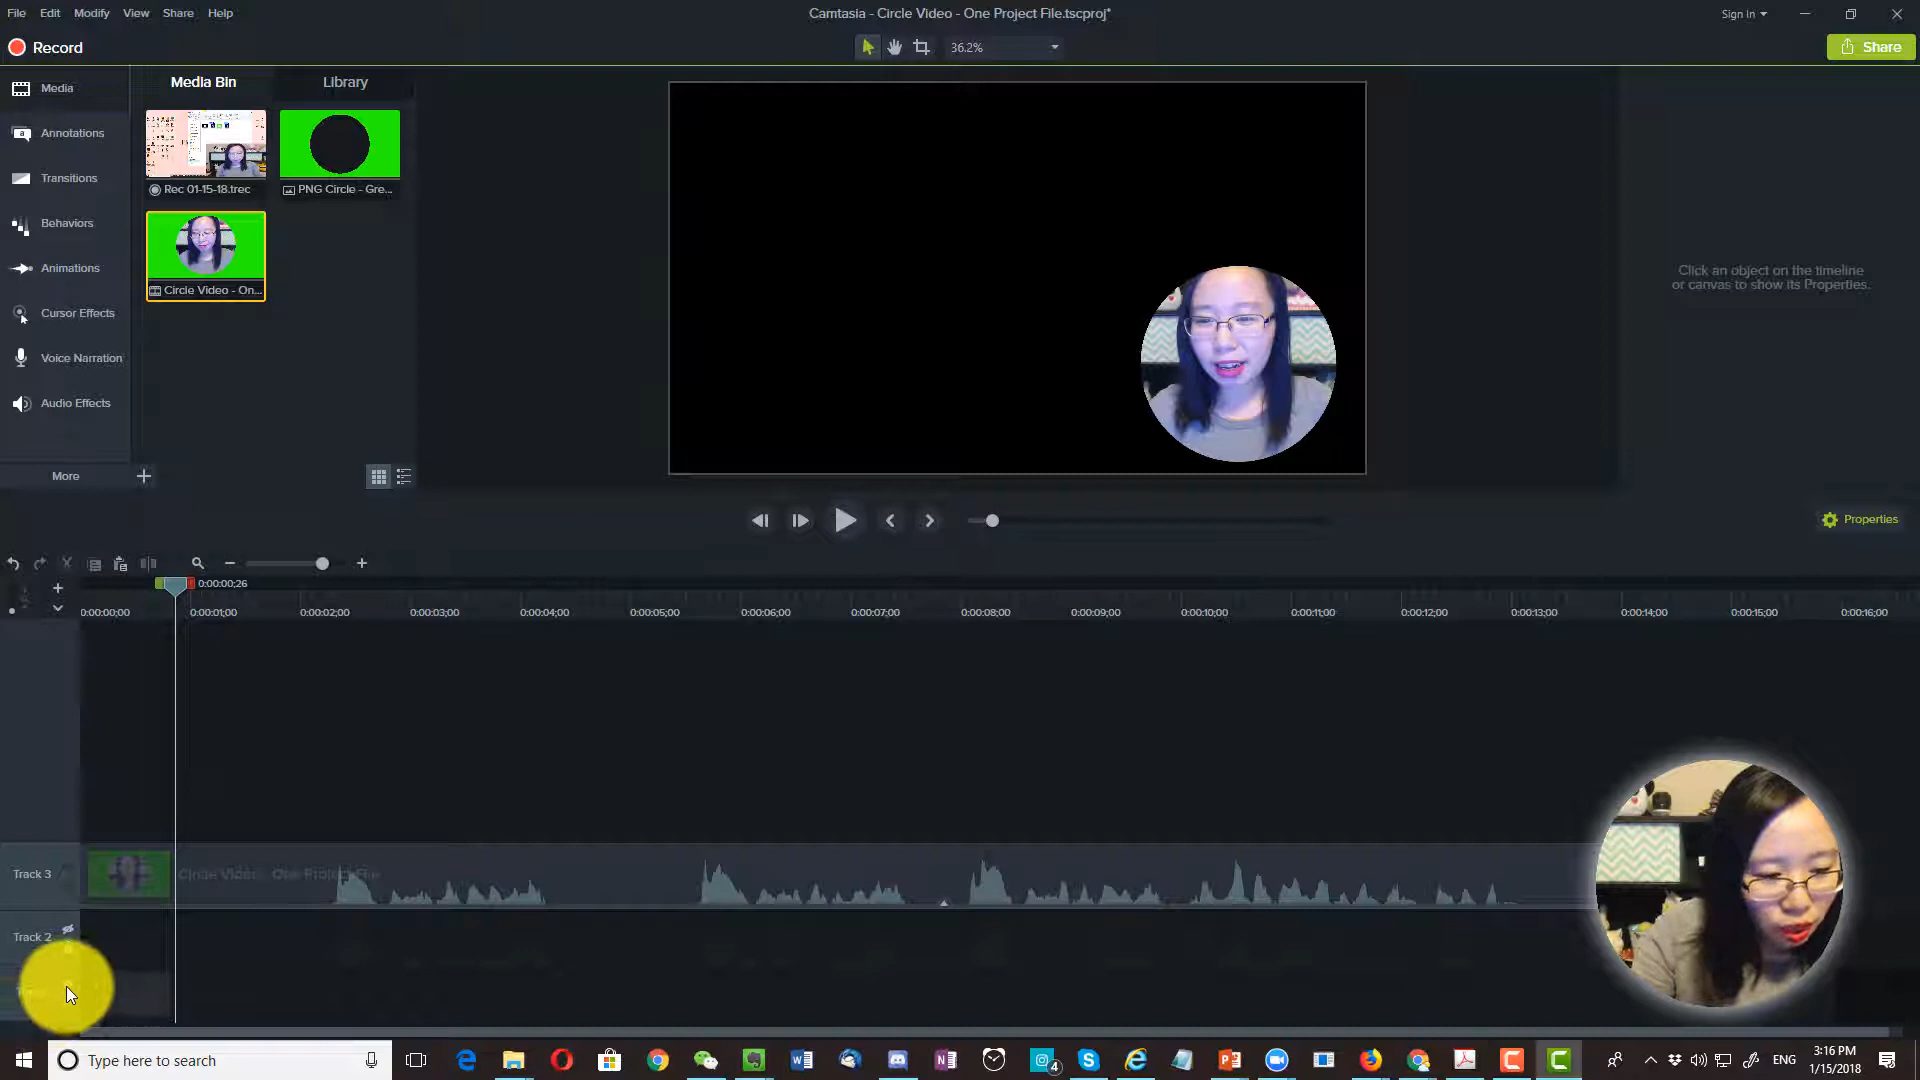 File Edit Modify View Share Help
Camtasia - Circle Video - One Project File.tscproj*
Sign In
Record
36.2%
Share
Media
Media Bin
Library
Annotations
Transitions
Rec 01-15-18.trec
PNG Circle - Gre...
Behaviors
Animations
Circle Video - On...
Click an object on the timeline
or canvas to show its Properties.
Cursor Effects
Voice Narration
Audio Effects
More
Properties
0:00:00;26
0:00:00;00 0:00:01;00 0:00:02;00 0:00:03;00 0:00:04;00 0:00:05;00 0:00:06;00 0:00:07;00 0:00:08;00 0:00:09;00 0:00:10;00 0:00:11;00 0:00:12;00 0:00:13;00 0:00:14;00 0:00:15;00 0:00:16;00
Track 3
Circle Video - One Project File
Track 2
Type here to search
4
ENG
3:16 PM
1/15/2018